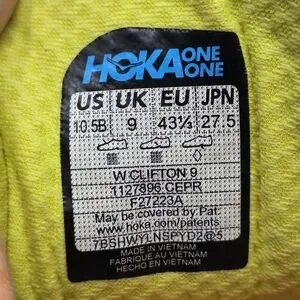 HOKA ONE ONE
US UK EU JPN
10.5B 9 43⅓ 27.5
W CLIFTON 9
1127896 CEPR
F27223A
May be covered by Pat:
www.hoka.com/patents
MADE IN VIETNAM
FABRIQUÉ AU VIETNAM
HECHO EN VIETNAM